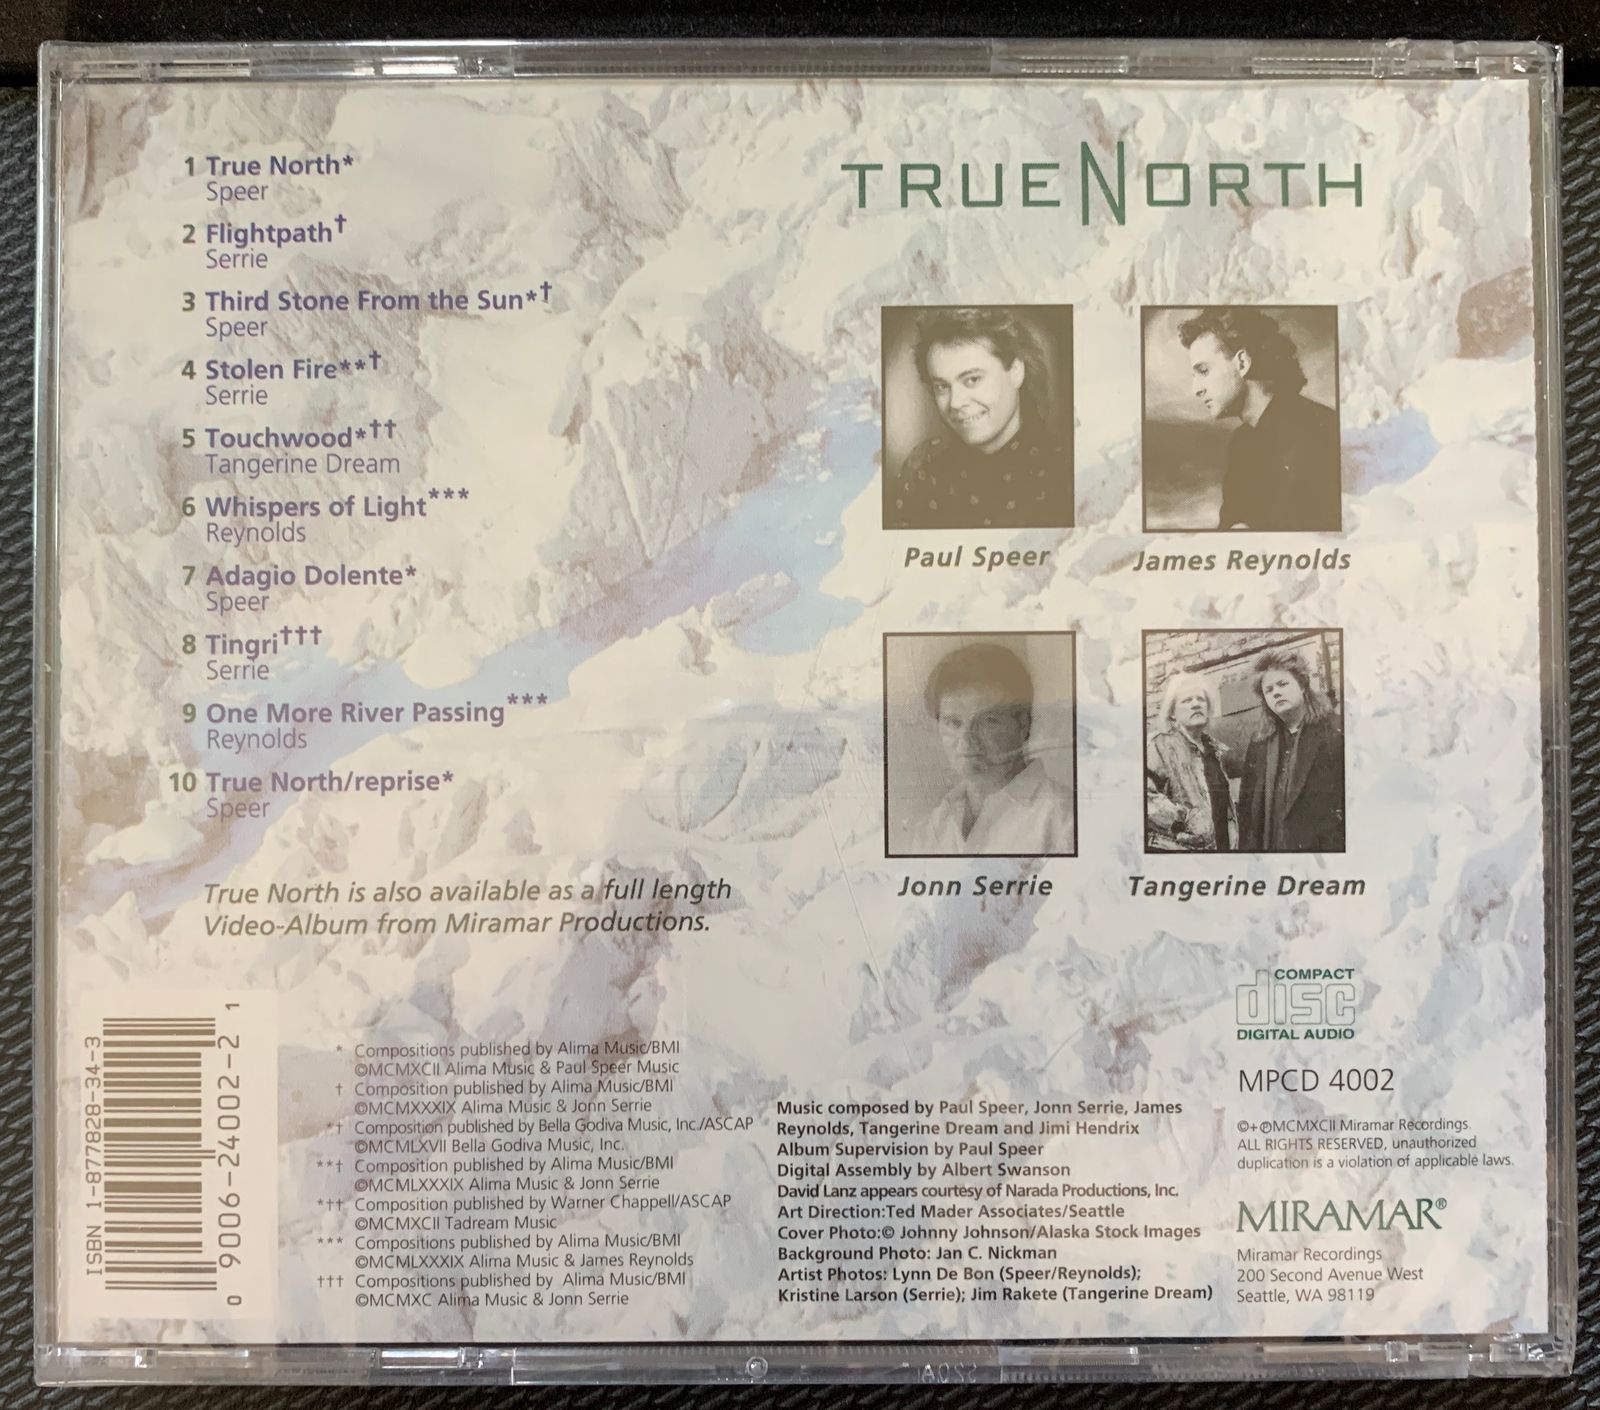 1 True North*
Speer
2 Flightpath†
Serrie
3 Third Stone From the Sun*†
Speer
4 Stolen Fire**†
Serrie
5 Touchwood*††
Tangerine Dream
6 Whispers of Light***
Reynolds
7 Adagio Dolente*
Speer
8 Tingri†††
Serrie
9 One More River Passing***
Reynolds
10 True North/reprise*
Speer
True North is also available as a full length
Video-Album from Miramar Productions.
TRUE NORTH
Paul Speer
James Reynolds
Jonn Serrie
Tangerine Dream
ISBN 1-877828-34-3
0 9006-24002-2 1
* Compositions published by Alima Music/BMI
©MCMXCII Alima Music & Paul Speer Music
† Composition published by Alima Music/BMI
©MCMXXXIX Alima Music & Jonn Serrie
*† Composition published by Bella Godiva Music, Inc./ASCAP
©MCMLXVII Bella Godiva Music, Inc.
**† Composition published by Alima Music/BMI
©MCMLXXXIX Alima Music & Jonn Serrie
*†† Composition published by Warner Chappell/ASCAP
©MCMXCII Tadream Music
*** Compositions published by Alima Music/BMI
©MCMLXXXIX Alima Music & James Reynolds
††† Compositions published by Alima Music/BMI
©MCMXC Alima Music & Jonn Serrie
Music composed by Paul Speer, Jonn Serrie, James
Reynolds, Tangerine Dream and Jimi Hendrix
Album Supervision by Paul Speer
Digital Assembly by Albert Swanson
David Lanz appears courtesy of Narada Productions, Inc.
Art Direction:Ted Mader Associates/Seattle
Cover Photo:© Johnny Johnson/Alaska Stock Images
Background Photo: Jan C. Nickman
Artist Photos: Lynn De Bon (Speer/Reynolds);
Kristine Larson (Serrie); Jim Rakete (Tangerine Dream)
COMPACT
disc
DIGITAL AUDIO
MPCD 4002
©+℗MCMXCII Miramar Recordings.
ALL RIGHTS RESERVED, unauthorized
duplication is a violation of applicable laws.
MIRAMAR®
Miramar Recordings
200 Second Avenue West
Seattle, WA 98119